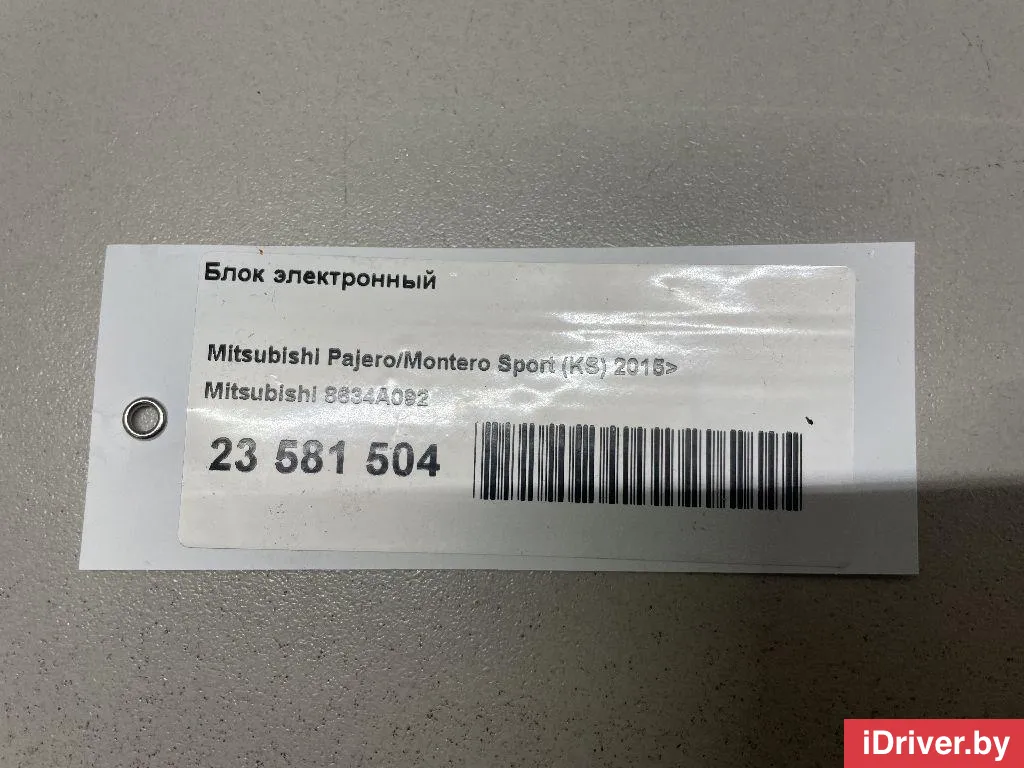 Блок электронный
Mitsubishi Pajero/Montero Sport (KS) 2015>
Mitsubishi 8634A092
23 581 504
iDriver.by